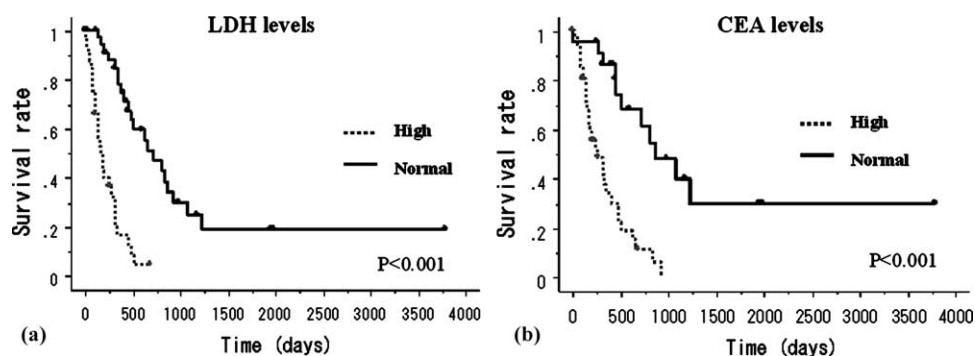 LDH levels
1
.8
.6
.4
.2
0
Survival rate
High
Normal
P<0.001
0 500 1000 1500 2000 2500 3000 3500 4000
Time (days)
(a)
CEA levels
1
.8
.6
.4
.2
0
Survival rate
High
Normal
P<0.001
0 500 1000 1500 2000 2500 3000 3500 4000
Time (days)
(b)